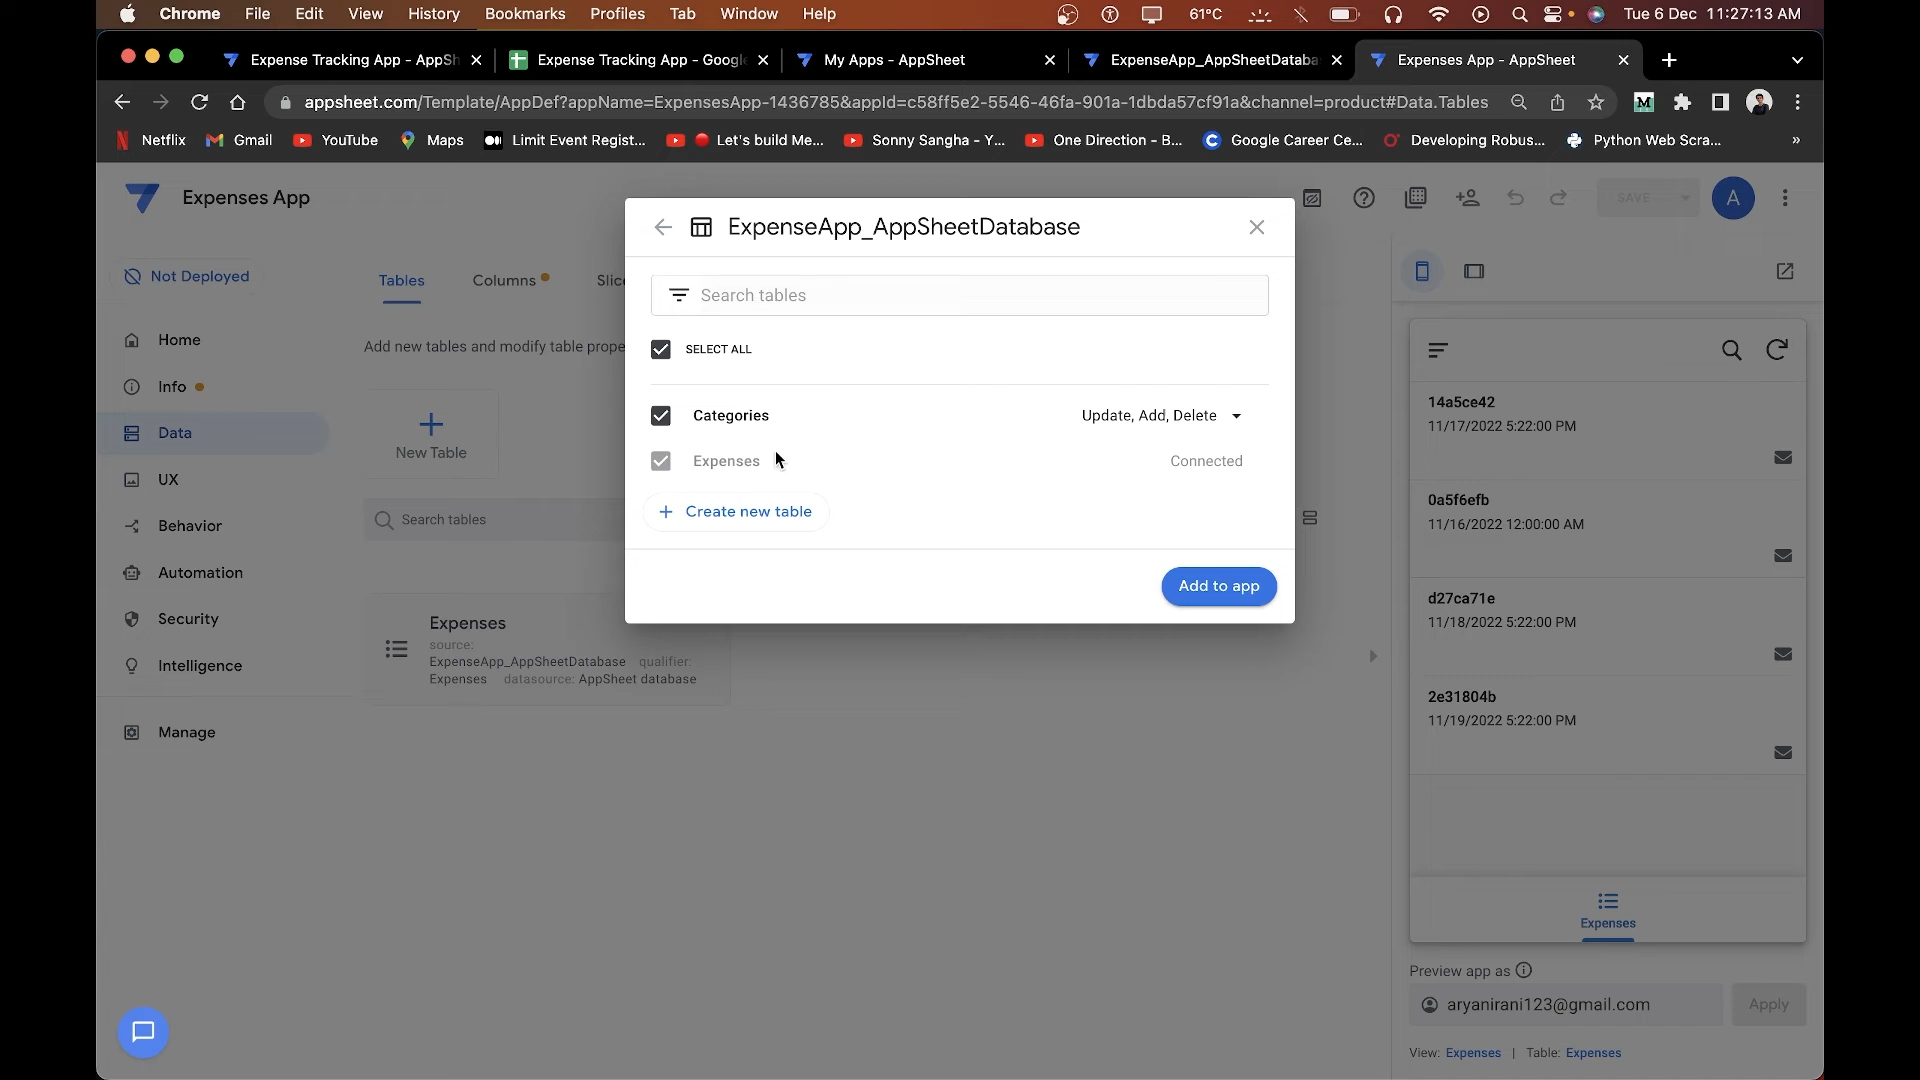 Chrome File Edit View History Bookmarks Profiles Tab Window Help 61°C Tue 6 Dec 11:27:13 AM
Expense Tracking App - AppSh Expense Tracking App - Google My Apps - AppSheet ExpenseApp_AppSheetDataba Expenses App - AppSheet
appsheet.com/Template/AppDef?appName=ExpensesApp-1436785&appId=c58ff5e2-5546-46fa-901a-1dbda57cf91a&channel=product#Data.Tables
Netflix Gmail YouTube Maps Limit Event Regist... Let's build Me... Sonny Sangha - Y... One Direction - B... Google Career Ce... Developing Robus... Python Web Scra... »
Expenses App
SAVE
A
Not Deployed
Home
Info
Data
UX
Behavior
Automation
Security
Intelligence
Manage
Tables Columns Slic
Add new tables and modify table prope
New Table
Search tables
Expenses
source:
ExpenseApp_AppSheetDatabase qualifier:
Expenses datasource: AppSheet database
ExpenseApp_AppSheetDatabase
Search tables
SELECT ALL
Categories Update, Add, Delete
Expenses Connected
+ Create new table
Add to app
14a5ce42
11/17/2022 5:22:00 PM
0a5f6efb
11/16/2022 12:00:00 AM
d27ca71e
11/18/2022 5:22:00 PM
2e31804b
11/19/2022 5:22:00 PM
Expenses
Preview app as
aryanirani123@gmail.com Apply
View: Expenses | Table: Expenses